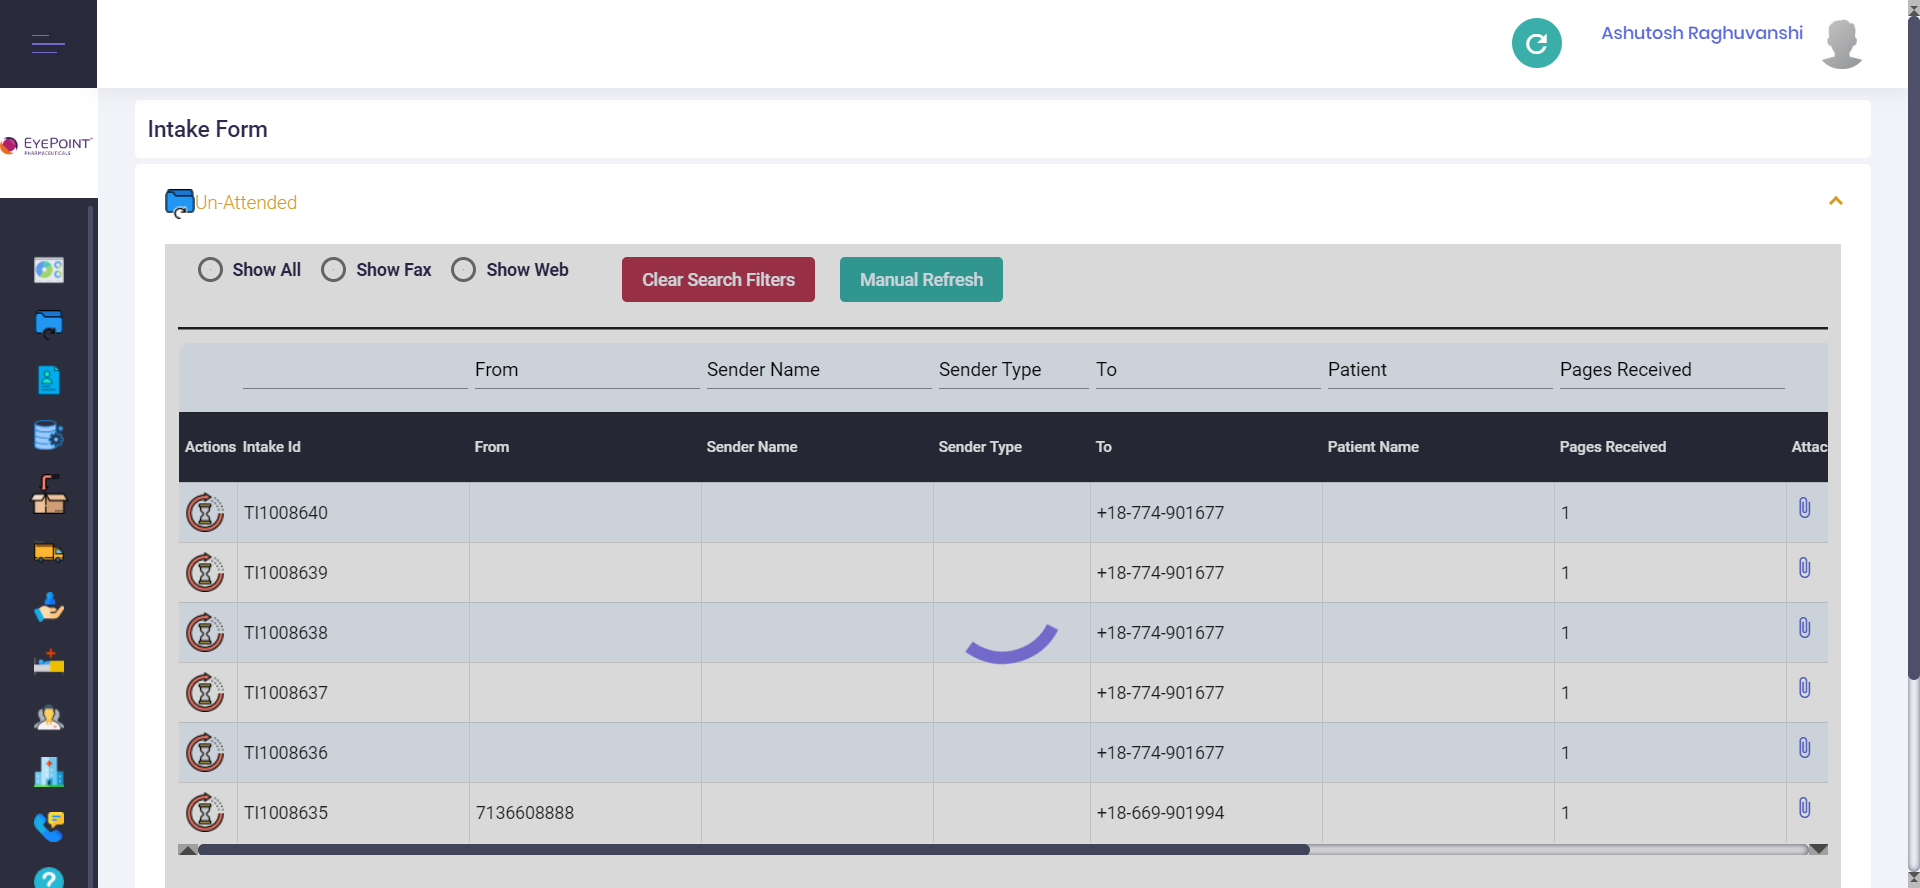 Ashutosh Raghuvanshi
EYEPOINT
PHARMACEUTICALS
Intake Form
Un-Attended
Show All Show Fax Show Web Clear Search Filters Manual Refresh
From Sender Name Sender Type To Patient Pages Received
Actions Intake Id From Sender Name Sender Type To Patient Name Pages Received Attac
TI1008640 +18-774-901677 1
TI1008639 +18-774-901677 1
TI1008638 +18-774-901677 1
TI1008637 +18-774-901677 1
TI1008636 +18-774-901677 1
TI1008635 7136608888 +18-669-901994 1
?